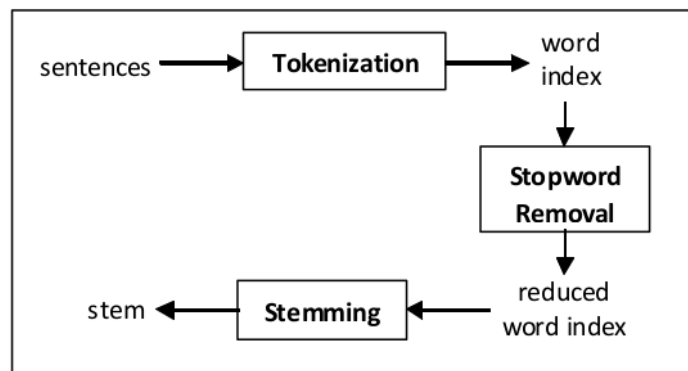 sentences
Tokenization
word
index
Stopword
Removal
reduced
word index
Stemming
stem